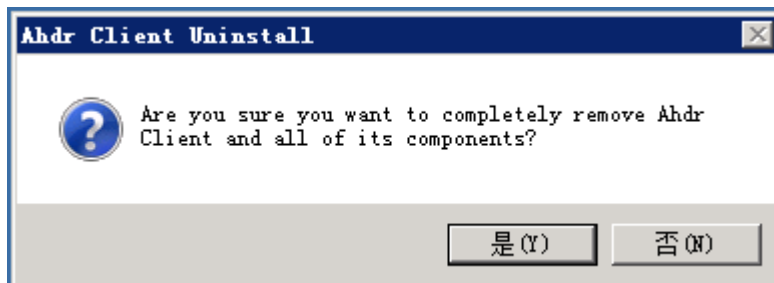 Ahdr Client Uninstall
Are you sure you want to completely remove Ahdr
Client and all of its components?
是(Y)
否(N)